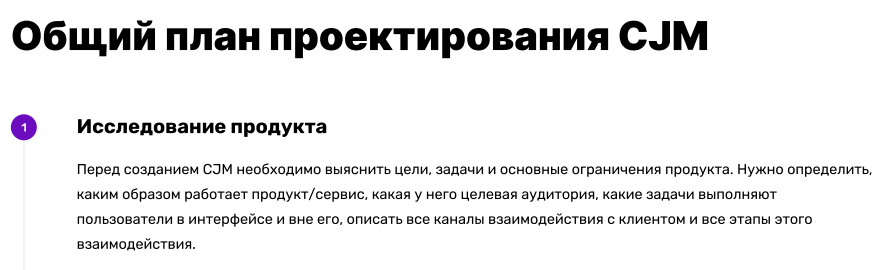 Общий план проектирования CJM
1
Исследование продукта
Перед созданием CJM необходимо выяснить цели, задачи и основные ограничения продукта. Нужно определить,
каким образом работает продукт/сервис, какая у него целевая аудитория, какие задачи выполняют
пользователи в интерфейсе и вне его, описать все каналы взаимодействия с клиентом и все этапы этого
взаимодействия.